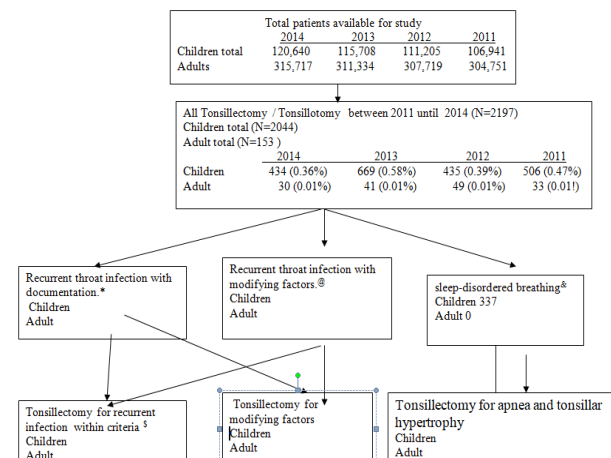 Total patients available for study
2014 2013 2012 2011
Children total 120,640 115,708 111,205 106,941
Adults 315,717 311,334 307,719 304,751
All Tonsillectomy / Tonsillotomy between 2011 until 2014 (N=2197)
Children total (N=2044)
Adult total (N=153 )
2014 2013 2012 2011
Children 434 (0.36%) 669 (0.58%) 435 (0.39%) 506 (0.47%)
Adult 30 (0.01%) 41 (0.01%) 49 (0.01%) 33 (0.01!)
Recurrent throat infection with
documentation.*
Children
Adult
Recurrent throat infection with
modifying factors.@
Children
Adult
sleep-disordered breathing&
Children 337
Adult 0
Tonsillectomy for recurrent
infection within criteria $
Children
Adult
Tonsillectomy for
modifying factors
Children
Adult
Tonsillectomy for apnea and tonsillar
hypertrophy
Children
Adult